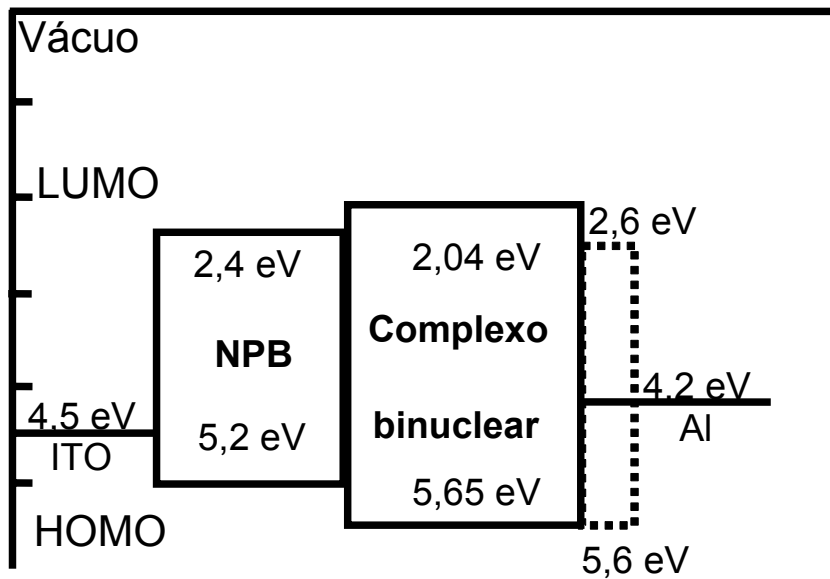 Vácuo
LUMO
2,6 eV
2,4 eV
2,04 eV
Complexo
NPB
4,2 eV
4,5 eV
5,2 eV
binuclear
Al
ITO
5,65 eV
HOMO
5,6 eV